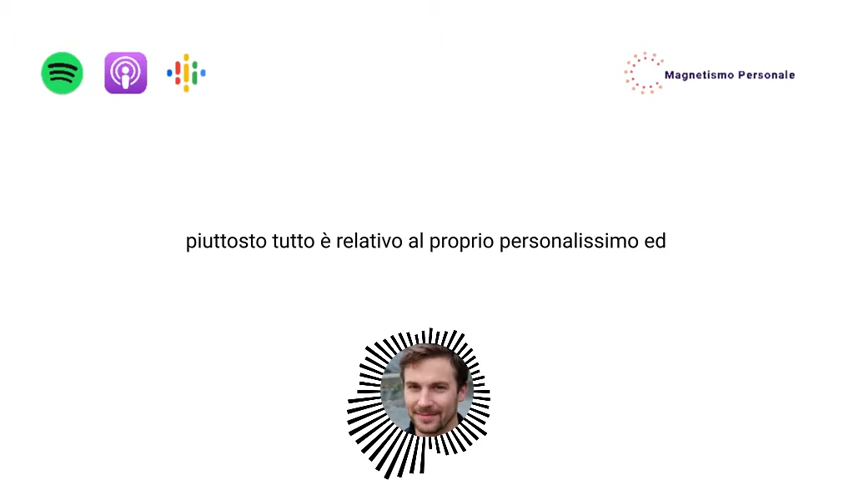 Magnetismo Personale
piuttosto tutto è relativo al proprio personalissimo ed